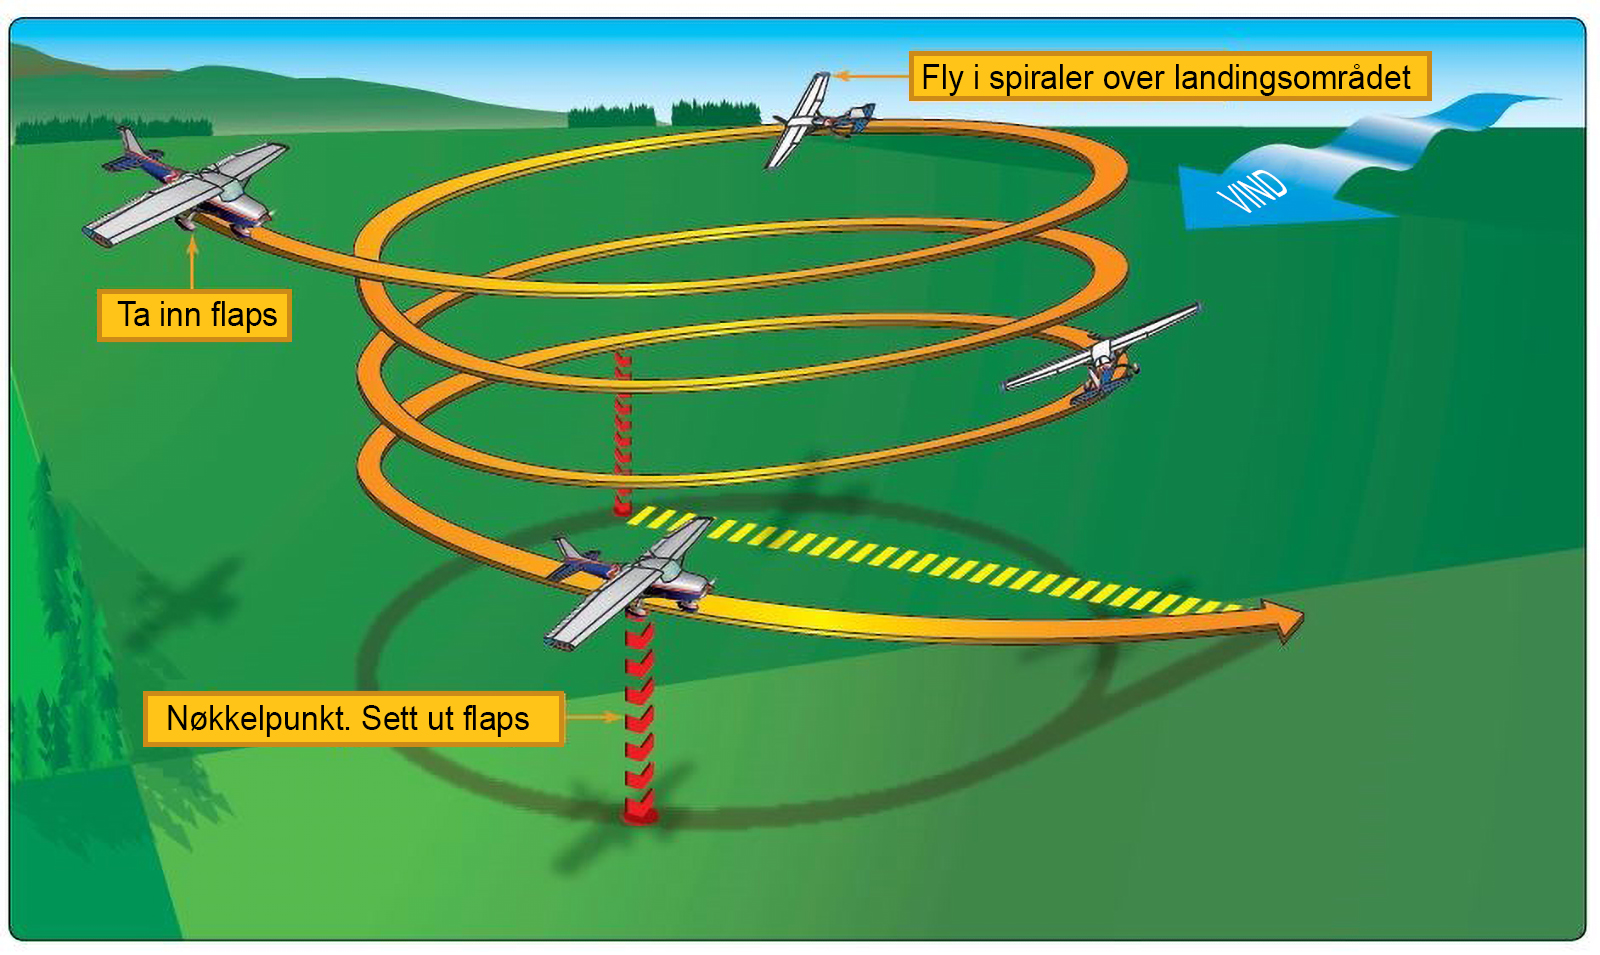 Fly i spiraler over landingsområdet
VIND
Ta inn flaps
Nøkkelpunkt. Sett ut flaps